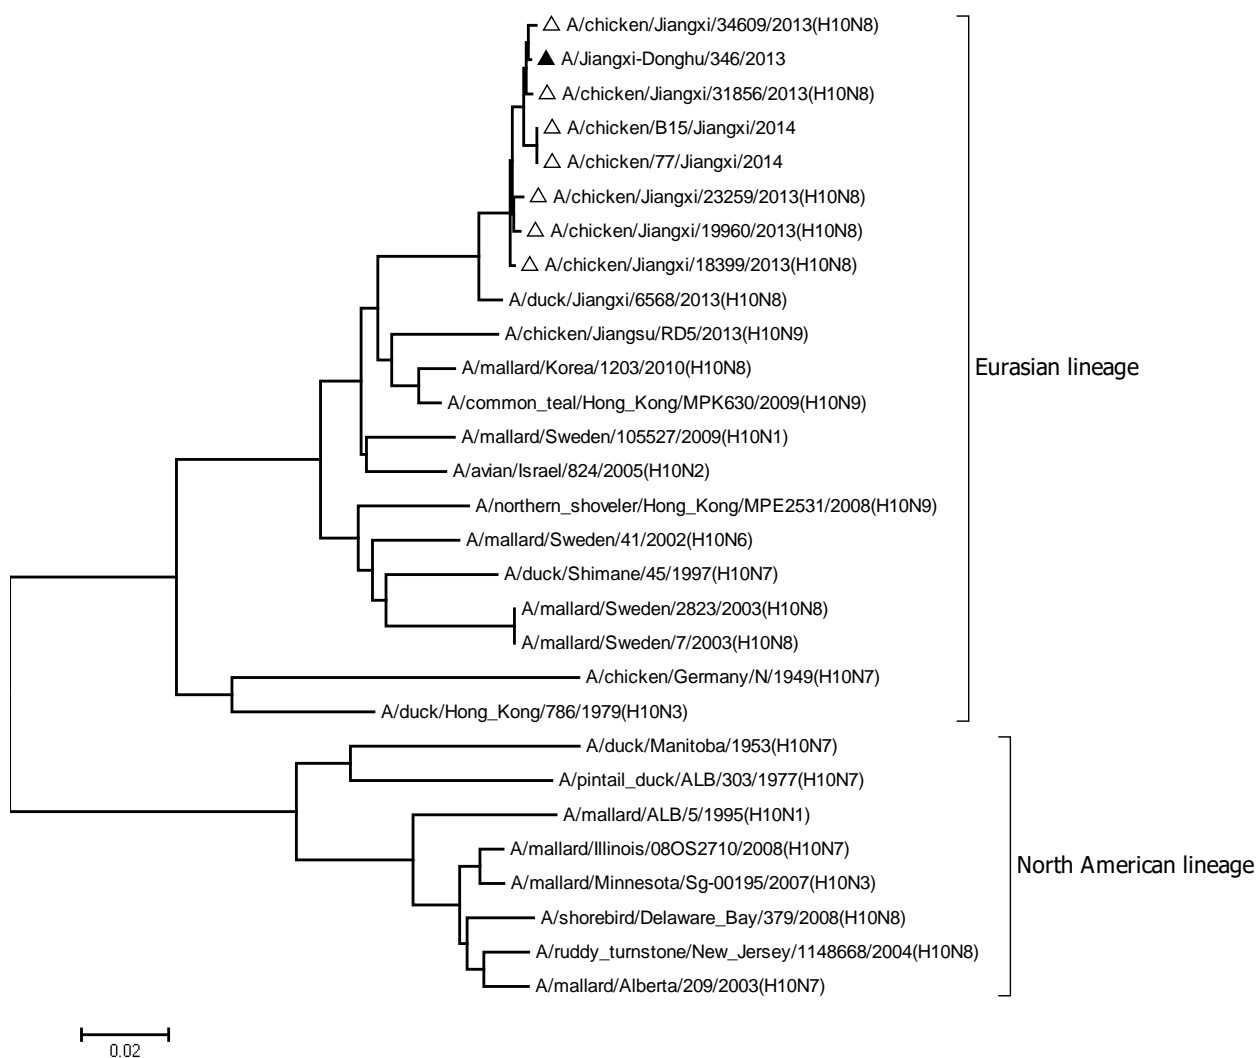 A/chicken/Jiangxi/34609/2013(H10N8)
A/Jiangxi-Donghu/346/2013
A/chicken/Jiangxi/31856/2013(H10N8)
A/chicken/B15/Jiangxi/2014
A/chicken/77/Jiangxi/2014
A/chicken/Jiangxi/23259/2013(H10N8)
A/chicken/Jiangxi/19960/2013(H10N8)
A/chicken/Jiangxi/18399/2013(H10N8)
A/duck/Jiangxi/6568/2013(H10N8)
A/chicken/Jiangsu/RD5/2013(H10N9)
A/mallard/Korea/1203/2010(H10N8)
A/common_teal/Hong_Kong/MPK630/2009(H10N9)
A/mallard/Sweden/105527/2009(H10N1)
A/avian/Israel/824/2005(H10N2)
A/northern_shoveler/Hong_Kong/MPE2531/2008(H10N9)
A/mallard/Sweden/41/2002(H10N6)
A/duck/Shimane/45/1997(H10N7)
A/mallard/Sweden/2823/2003(H10N8)
A/mallard/Sweden/7/2003(H10N8)
A/chicken/Germany/N/1949(H10N7)
A/duck/Hong_Kong/786/1979(H10N3)
Eurasian lineage
A/duck/Manitoba/1953(H10N7)
A/pintail_duck/ALB/303/1977(H10N7)
A/mallard/ALB/5/1995(H10N1)
A/mallard/Illinois/08OS2710/2008(H10N7)
A/mallard/Minnesota/Sg-00195/2007(H10N3)
A/shorebird/Delaware_Bay/379/2008(H10N8)
A/ruddy_turnstone/New_Jersey/1148668/2004(H10N8)
A/mallard/Alberta/209/2003(H10N7)
North American lineage
0.02